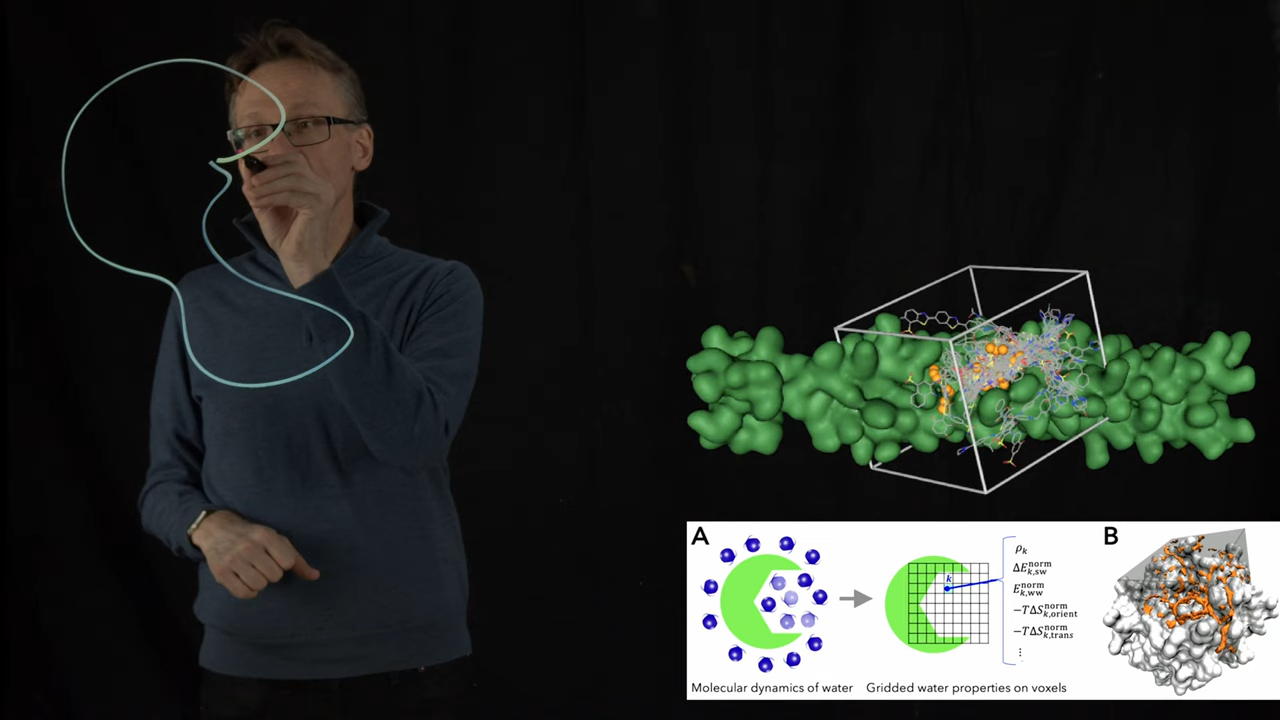 A
B
k
ρₖ
ΔE^norm_k,sw
E^norm_k,ww
−TΔS^norm_k,orient
−TΔS^norm_k,trans
⋮
Molecular dynamics of water
Gridded water properties on voxels